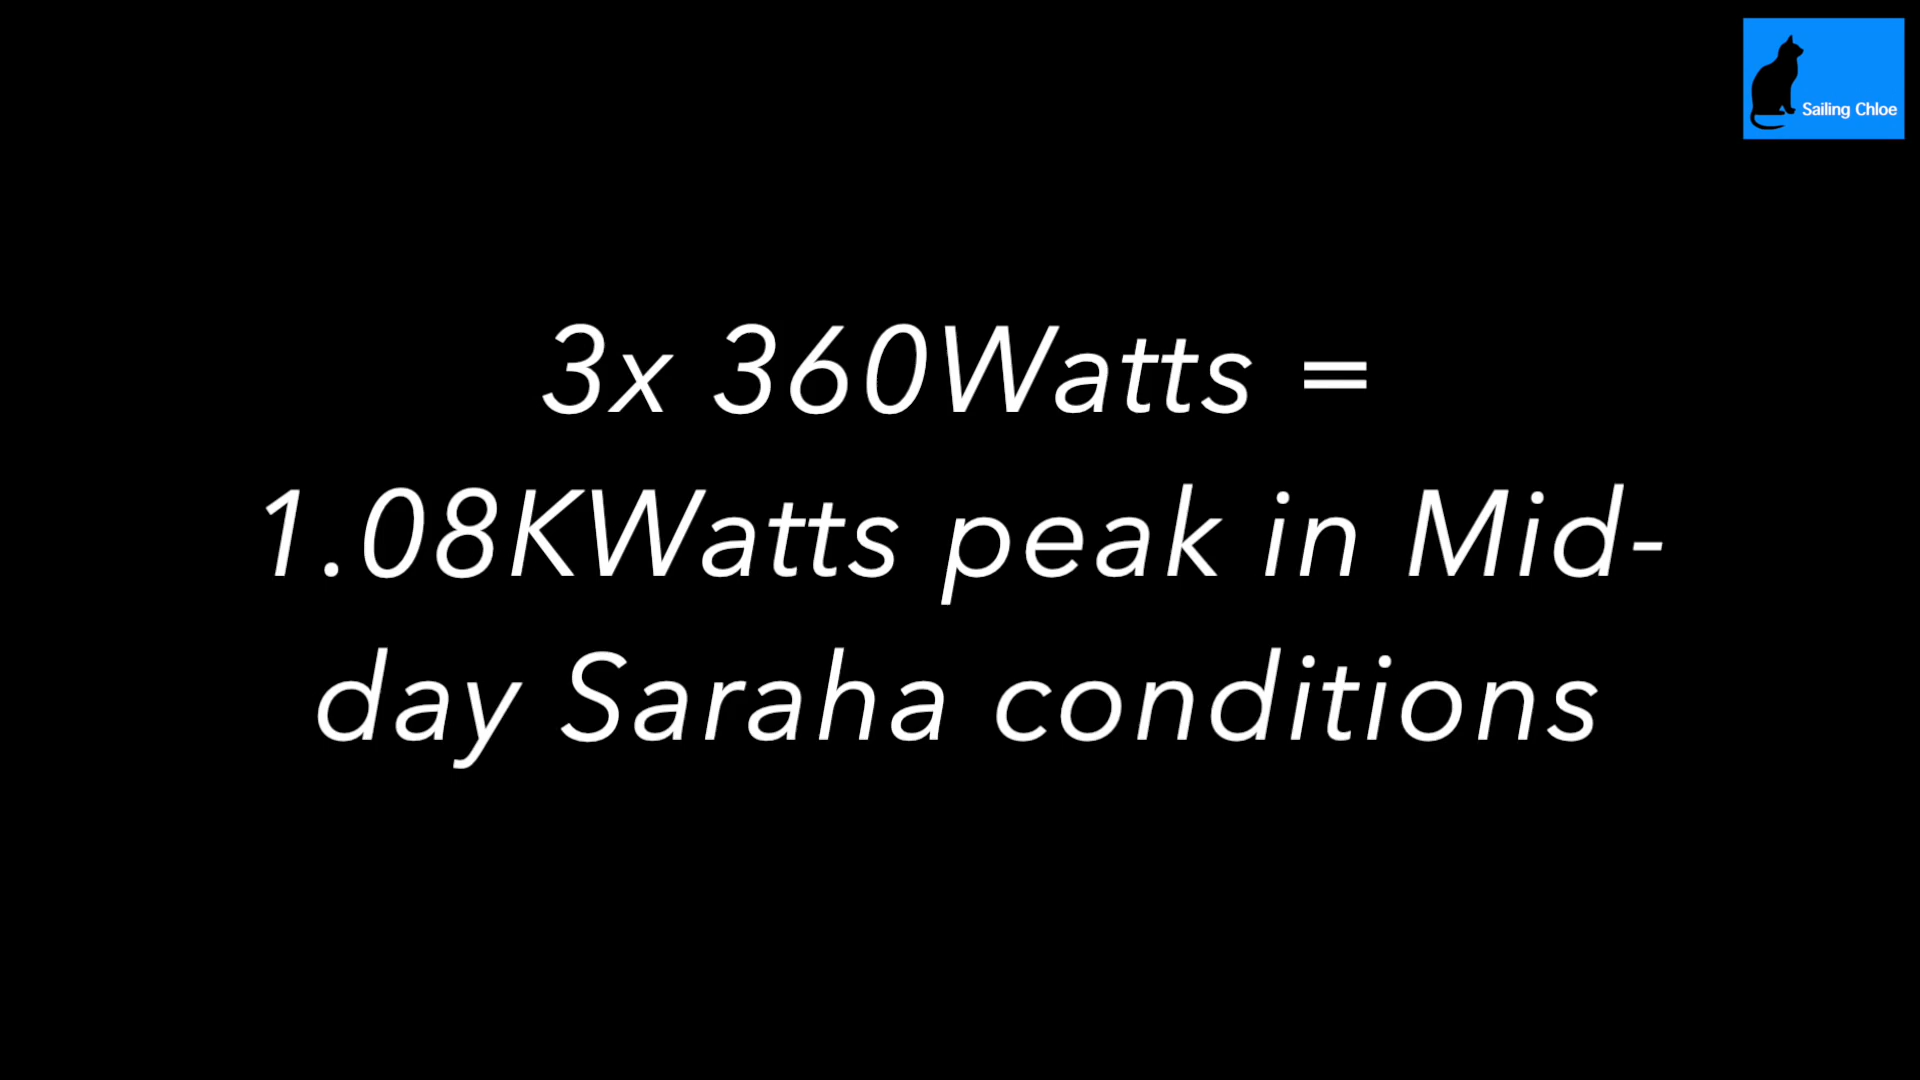 Sailing Chloe
3x 360Watts =
1.08KWatts peak in Mid-
day Saraha conditions